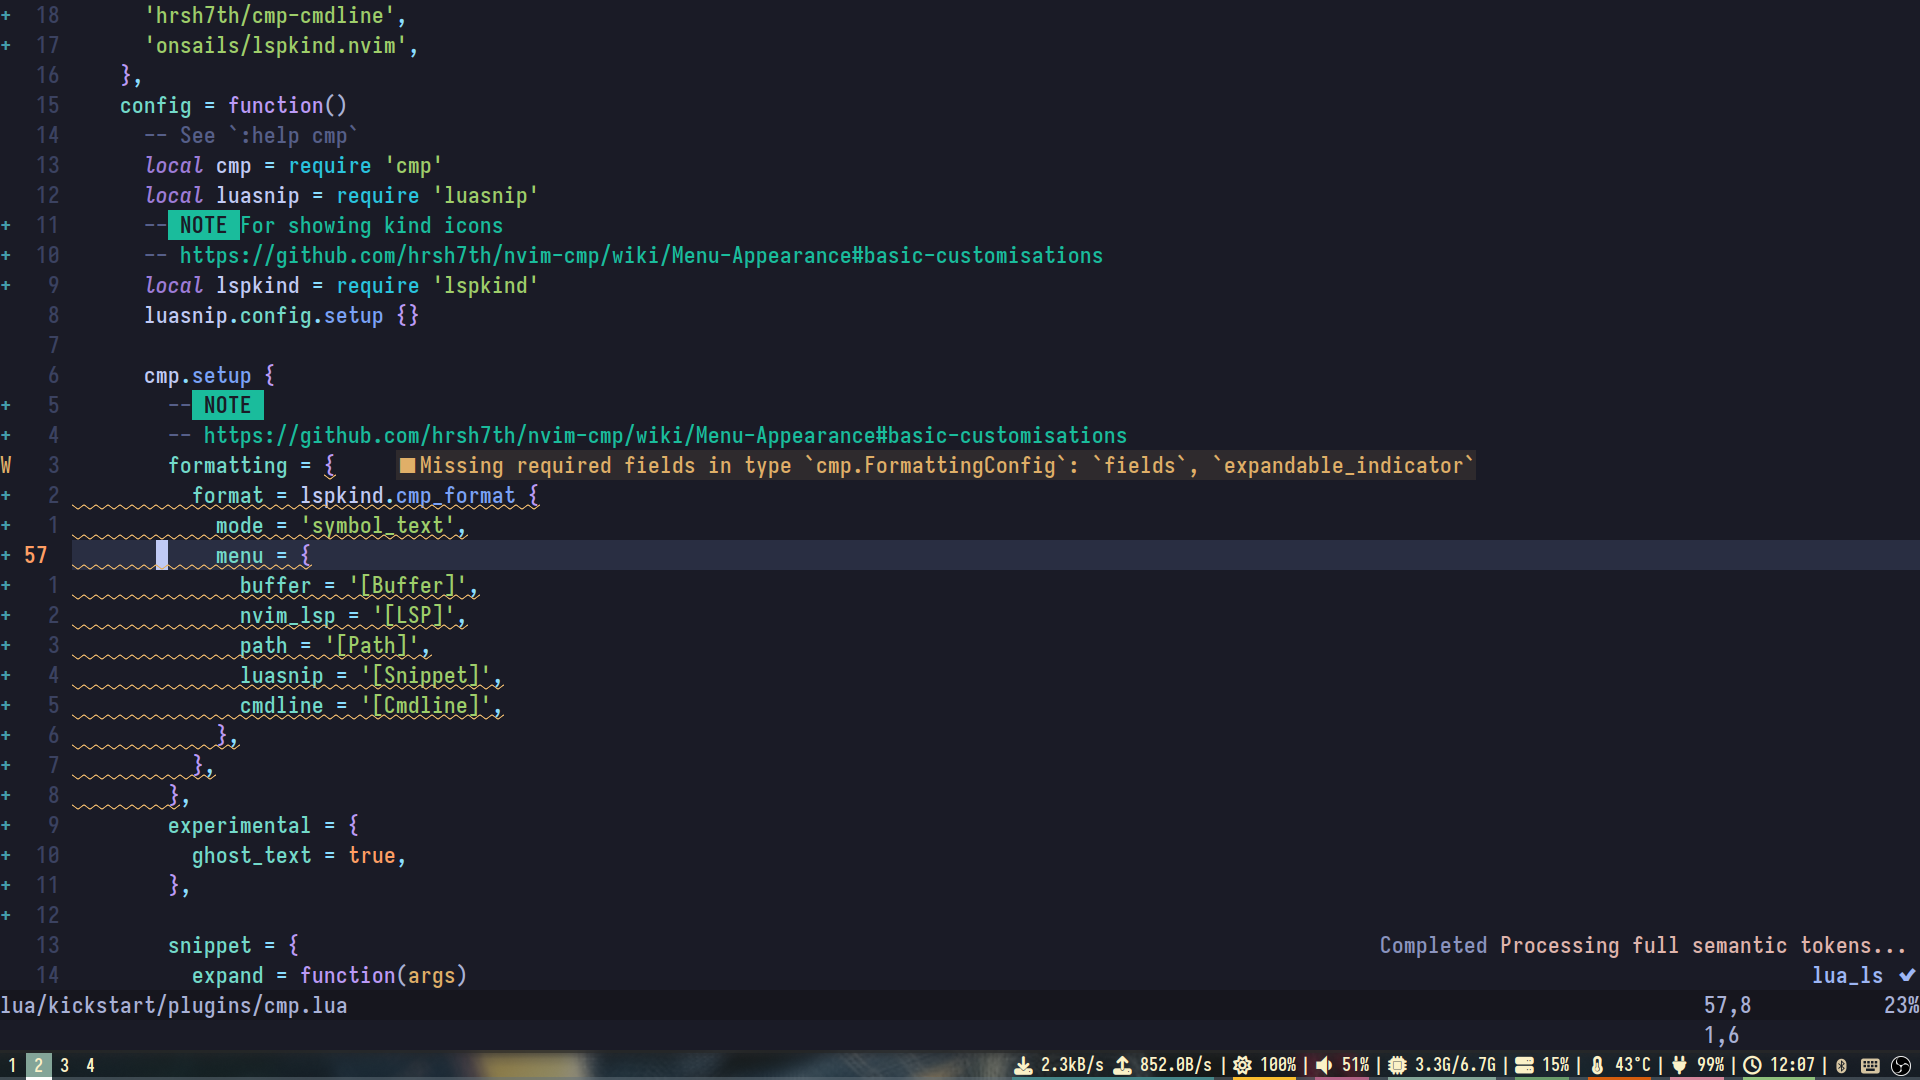 + 18 'hrsh7th/cmp-cmdline',
+ 17 'onsails/lspkind.nvim',
16 },
15 config = function()
14 -- See `:help cmp`
13 local cmp = require 'cmp'
12 local luasnip = require 'luasnip'
+ 11 -- NOTE For showing kind icons
+ 10 -- https://github.com/hrsh7th/nvim-cmp/wiki/Menu-Appearance#basic-customisations
+ 9 local lspkind = require 'lspkind'
8 luasnip.config.setup {}
7
6 cmp.setup {
+ 5 -- NOTE
+ 4 -- https://github.com/hrsh7th/nvim-cmp/wiki/Menu-Appearance#basic-customisations
W 3 formatting = { ■Missing required fields in type `cmp.FormattingConfig`: `fields`, `expandable_indicator`
+ 2 format = lspkind.cmp_format {
+ 1 mode = 'symbol_text',
+ 57 menu = {
+ 1 buffer = '[Buffer]',
+ 2 nvim_lsp = '[LSP]',
+ 3 path = '[Path]',
+ 4 luasnip = '[Snippet]',
+ 5 cmdline = '[Cmdline]',
+ 6 },
+ 7 },
+ 8 },
+ 9 experimental = {
+ 10 ghost_text = true,
+ 11 },
+ 12
13 snippet = { Completed Processing full semantic tokens...
14 expand = function(args) lua_ls ✔
lua/kickstart/plugins/cmp.lua 57,8 23%
1,6
1 2 3 4 2.3kB/s 852.0B/s | 100% | 51% | 3.3G/6.7G | 15% | 43°C | 99% | 12:07 |